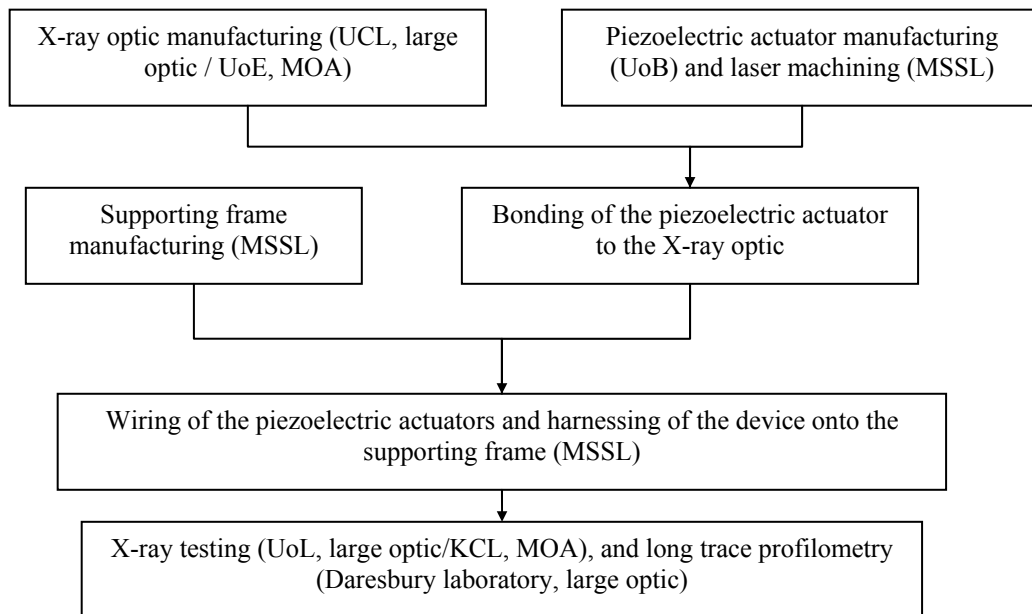 X-ray optic manufacturing (UCL, large
optic / UoE, MOA)
Piezoelectric actuator manufacturing
(UoB) and laser machining (MSSL)
Supporting frame
manufacturing (MSSL)
Bonding of the piezoelectric actuator
to the X-ray optic
Wiring of the piezoelectric actuators and harnessing of the device onto the
supporting frame (MSSL)
X-ray testing (UoL, large optic/KCL, MOA), and long trace profilometry
(Daresbury laboratory, large optic)